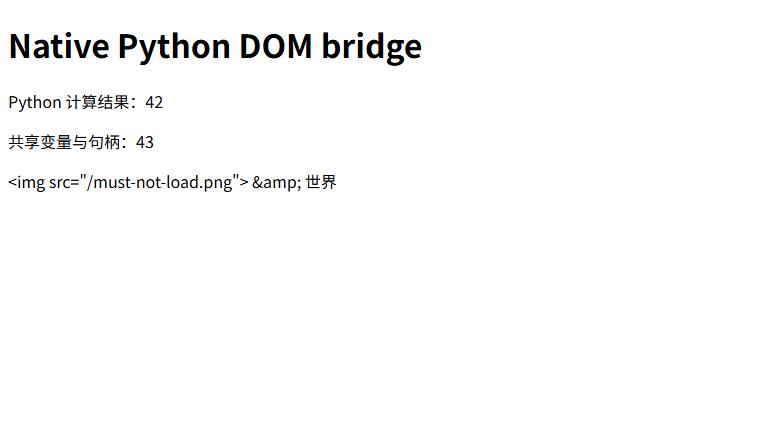 Native Python DOM bridge
Python 计算结果：42
共享变量与句柄：43
<img src="/must-not-load.png"> &amp; 世界